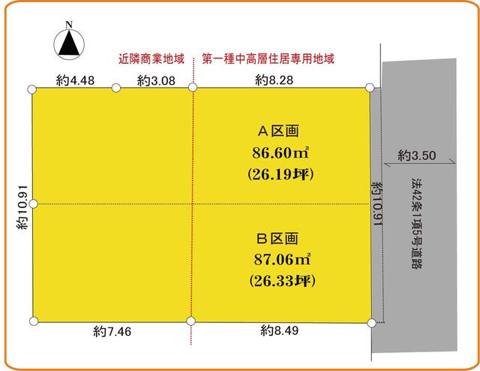 N
近隣商業地域
第一種中高層住居専用地域
約4.48
約3.08
約8.28
A区画
86.60㎡
(26.19坪)
約3.50
約10.91
約10.91
法42条1項5号道路
B区画
87.06㎡
(26.33坪)
約7.46
約8.49